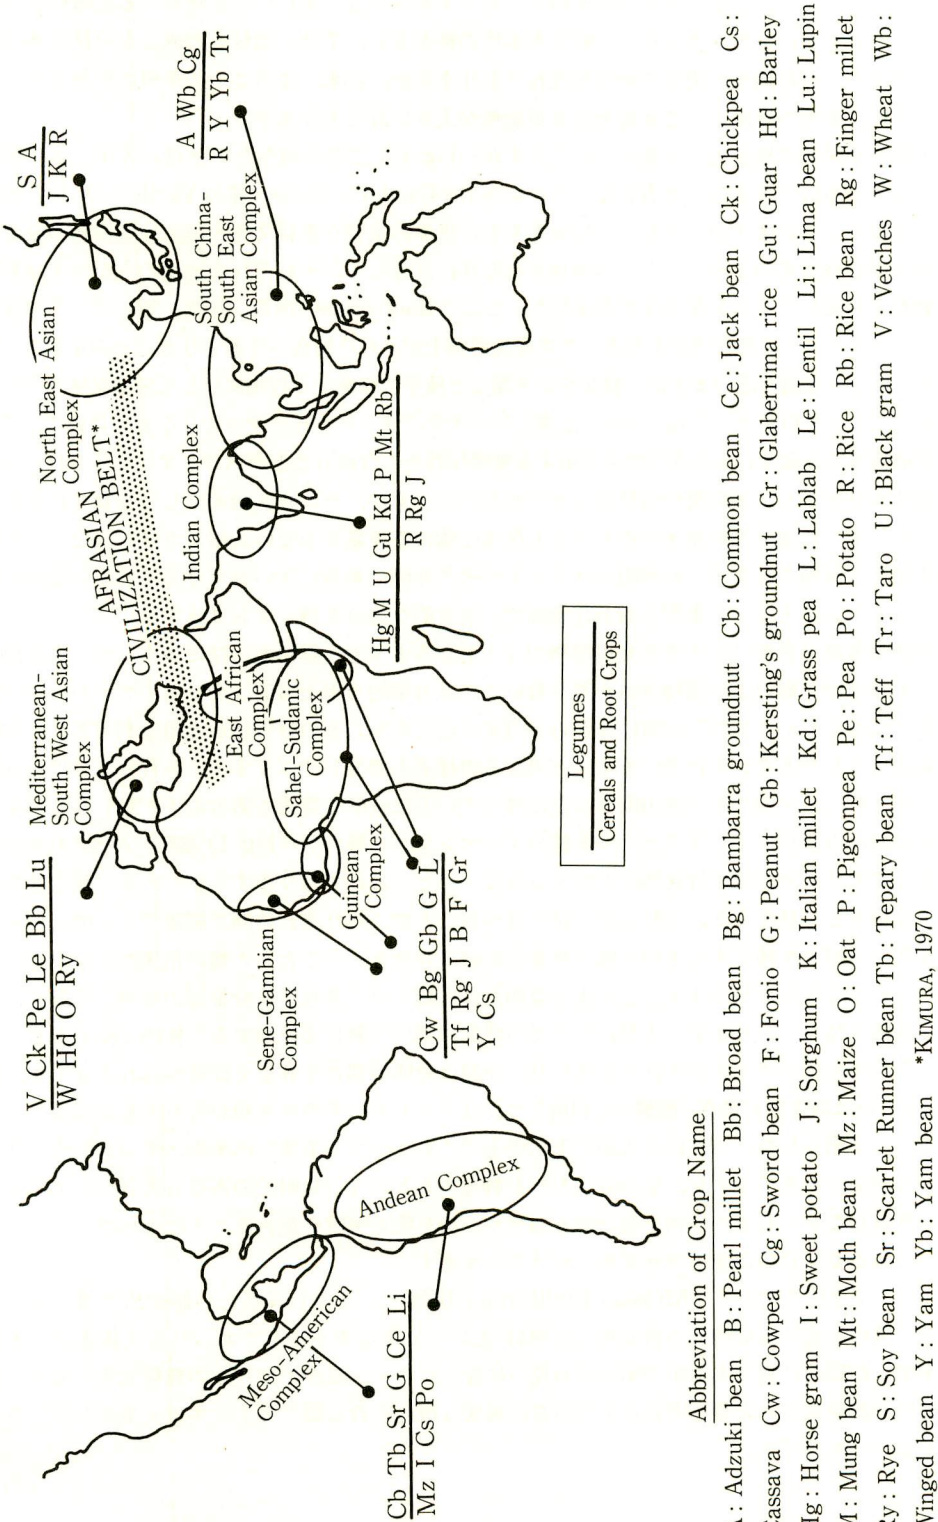 Mediterranean-
South West Asian
Complex
V Ck Pe Le Bb Lu
W Hd O Ry
AFRASIAN
CIVILIZATION BELT*
North East Asian
Complex
S A
J K R
A Wb Cg
R Y Yb Tr
South China-
South East
Asian Complex
Indian Complex
Hg M U Gu Kd P Mt Rb
R Rg J
East African
Complex
Sahel-Sudanic
Complex
Guinean
Complex
Sene-Gambian
Complex
Cw Bg Gb G L
Tf Rg J B F Gr
Y Cs
Meso-American
Complex
Andean Complex
Cb Tb Sr G Ce Li
Mz I Cs Po
Legumes
Cereals and Root Crops
Abbreviation of Crop Name
A: Adzuki bean B: Pearl millet Bb: Broad bean Bg: Bambarra groundnut Cb: Common bean Ce: Jack bean Ck: Chickpea Cs:
Cassava Cw: Cowpea Cg: Sword bean F: Fonio G: Peanut Gb: Kersting's groundnut Gr: Glaberrima rice Gu: Guar Hd: Barley
Hg: Horse gram I: Sweet potato J: Sorghum K: Italian millet Kd: Grass pea L: Lablab Le: Lentil Li: Lima bean Lu: Lupin
M: Mung bean Mt: Moth bean Mz: Maize O: Oat P: Pigeonpea Pe: Pea Po: Potato R: Rice Rb: Rice bean Rg: Finger millet
Ry: Rye S: Soy bean Sr: Scarlet Runner bean Tb: Tepary bean Tf: Teff Tr: Taro U: Black gram V: Vetches W: Wheat Wb:
Winged bean Y: Yam Yb: Yam bean *KIMURA, 1970